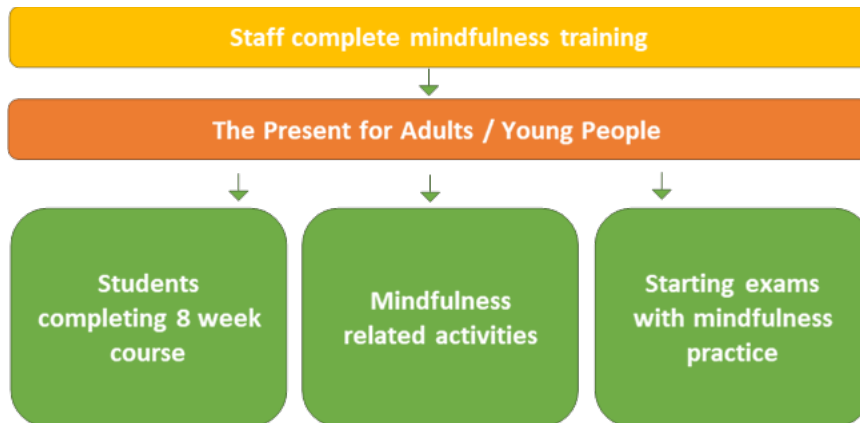 Staff complete mindfulness training
The Present for Adults / Young People
Students
completing 8 week
course
Mindfulness
related activities
Starting exams
with mindfulness
practice